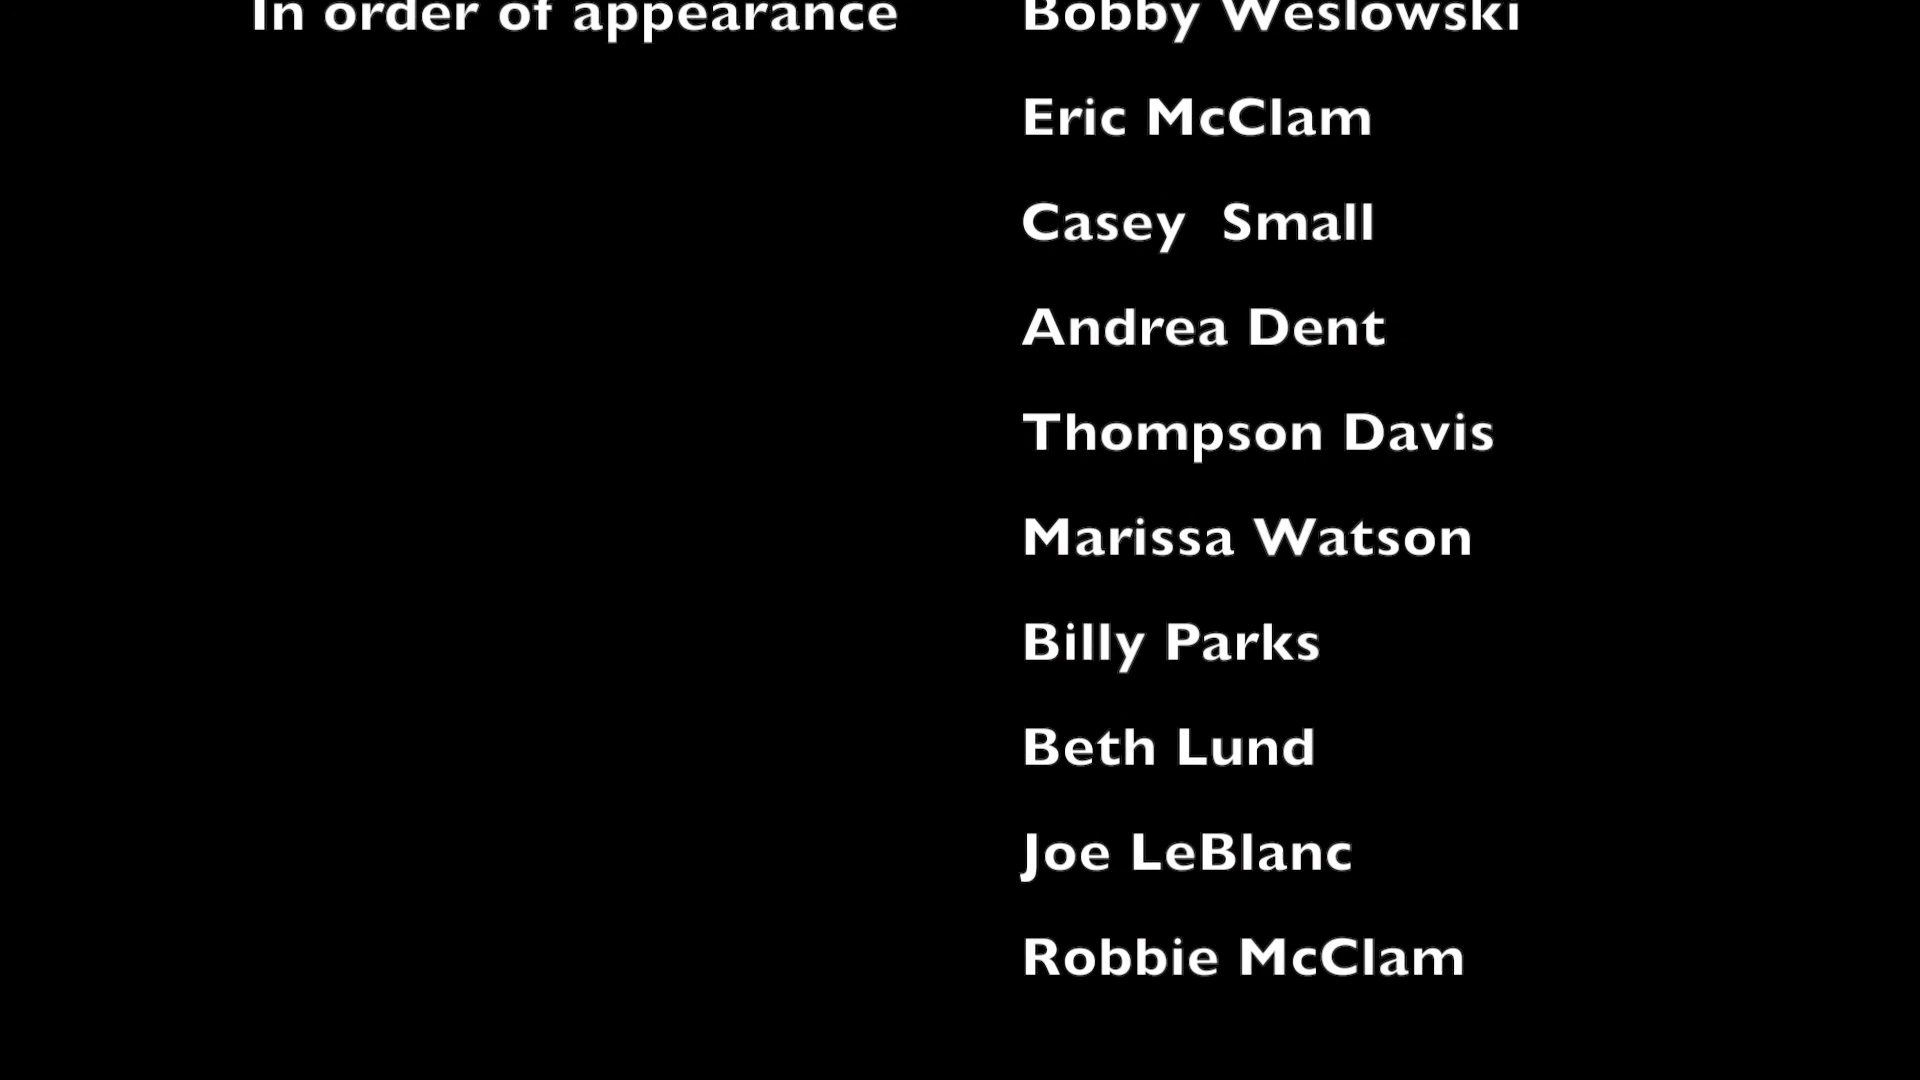 In order of appearance Bobby Weslowski
Eric McClam
Casey  Small
Andrea Dent
Thompson Davis
Marissa Watson
Billy Parks
Beth Lund
Joe LeBlanc
Robbie McClam